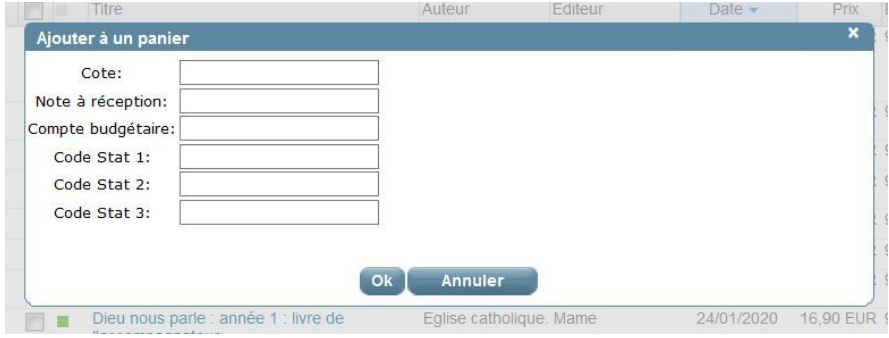 Titre Auteur Editeur Date Prix
Ajouter à un panier x
Cote:
Note à réception:
Compte budgétaire:
Code Stat 1:
Code Stat 2:
Code Stat 3:
Ok Annuler
Dieu nous parle : année 1 : livre de Eglise catholique. Mame 24/01/2020 16,90 EUR 9